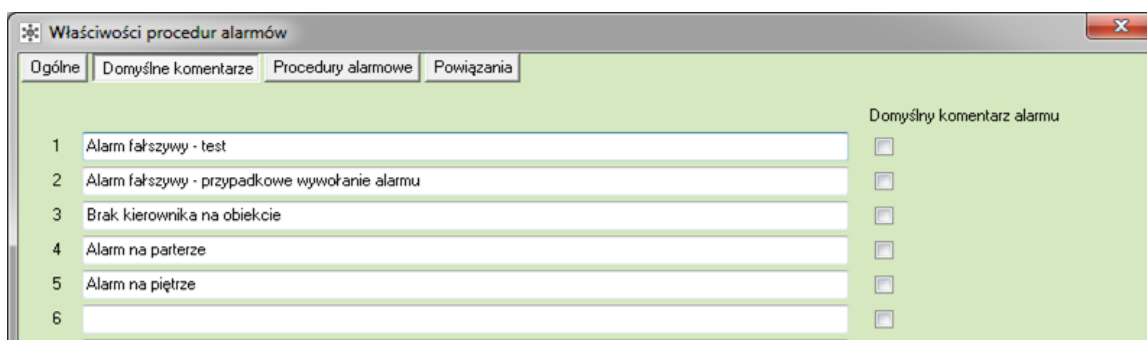 Właściwości procedur alarmów
Ogólne Domyślne komentarze Procedury alarmowe Powiązania
Domyślny komentarz alarmu
1 Alarm fałszywy - test
2 Alarm fałszywy - przypadkowe wywołanie alarmu
3 Brak kierownika na obiekcie
4 Alarm na parterze
5 Alarm na piętrze
6